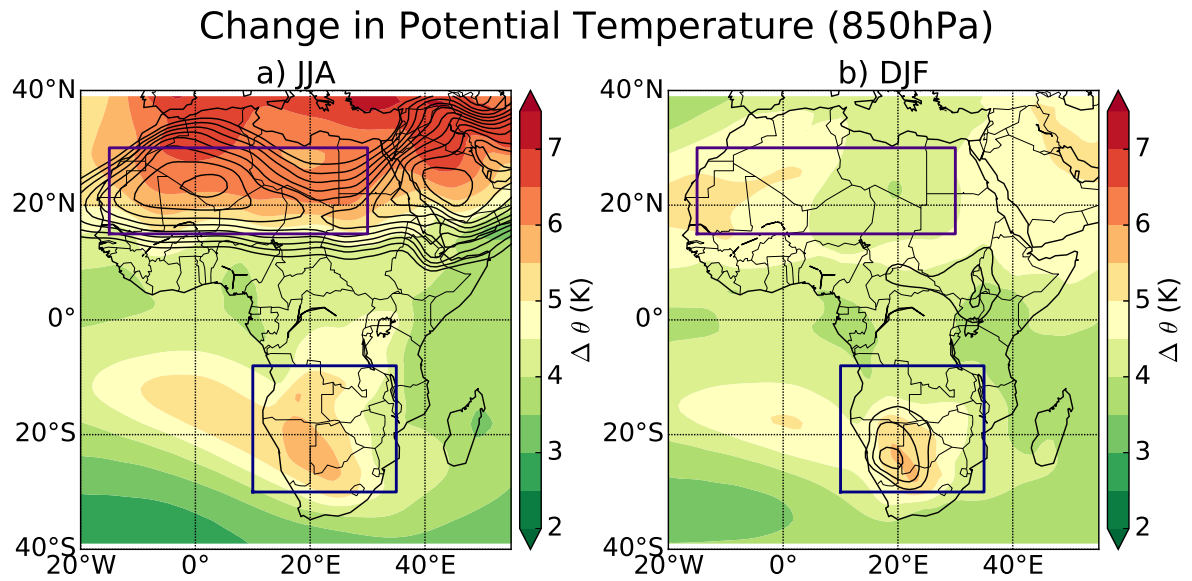 Change in Potential Temperature (850hPa)
a) JJA
b) DJF
40°N
20°N
0°
20°S
40°S
20°W 0° 20°E 40°E
7
6
5
4
3
2
Δ θ (K)
40°N
20°N
0°
20°S
40°S
20°W 0° 20°E 40°E
7
6
5
4
3
2
Δ θ (K)